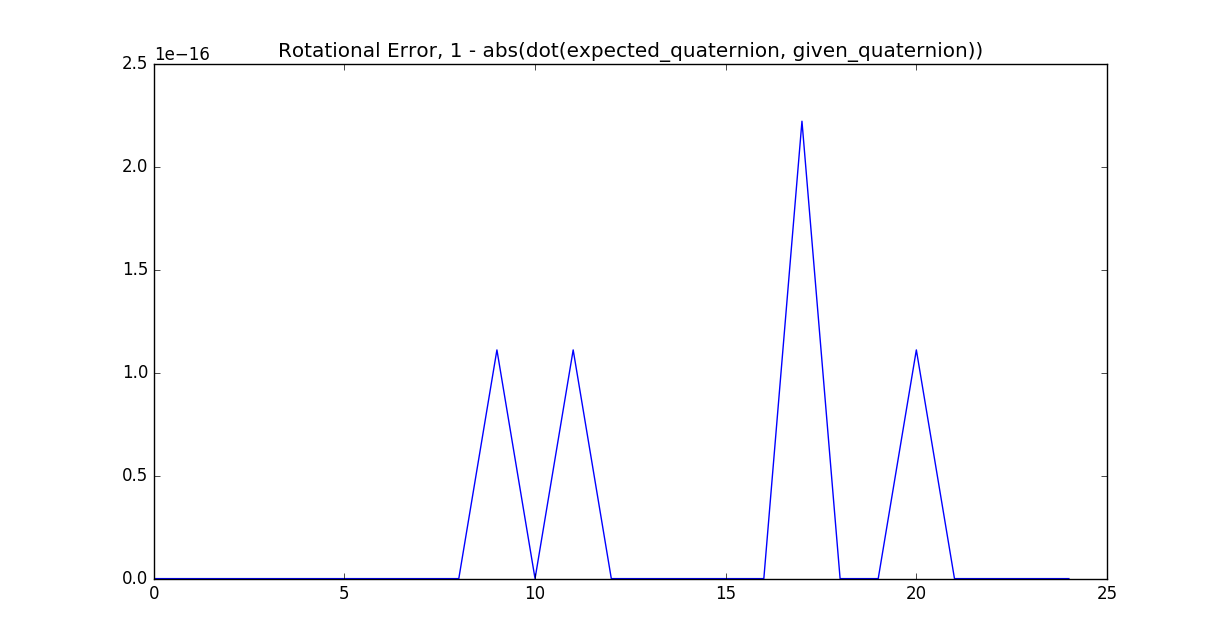 Rotational Error, 1 - abs(dot(expected_quaternion, given_quaternion))
1e−16
2.5
2.0
1.5
1.0
0.5
0.0
0 5 10 15 20 25